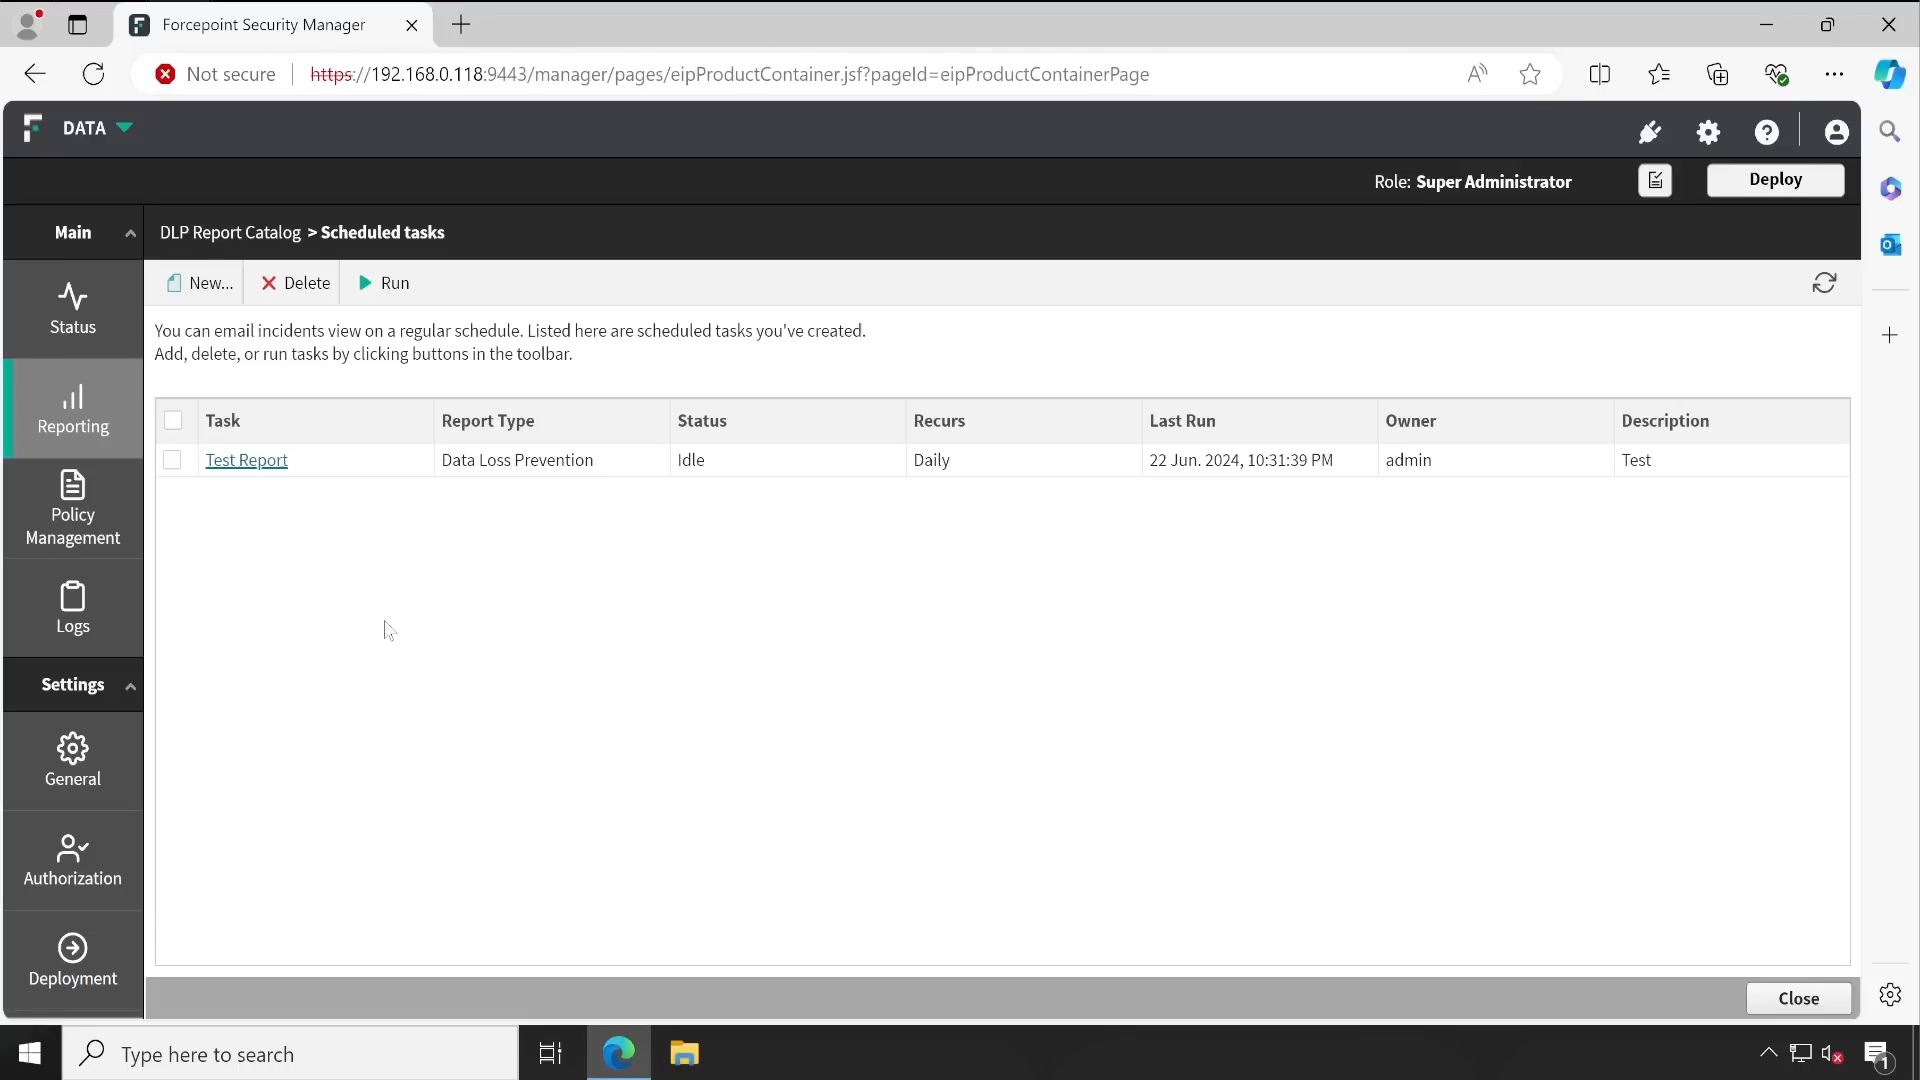 Forcepoint Security Manager
Not secure
https://192.168.0.118:9443/manager/pages/eipProductContainer.jsf?pageId=eipProductContainerPage
DATA
Role: Super Administrator
Deploy
Main
DLP Report Catalog > Scheduled tasks
New...
Delete
Run
Status
You can email incidents view on a regular schedule. Listed here are scheduled tasks you've created.
Add, delete, or run tasks by clicking buttons in the toolbar.
Reporting
Task Report Type Status Recurs Last Run Owner Description
Test Report Data Loss Prevention Idle Daily 22 Jun. 2024, 10:31:39 PM admin Test
Policy
Management
Logs
Settings
General
Authorization
Deployment
Close
Type here to search
1